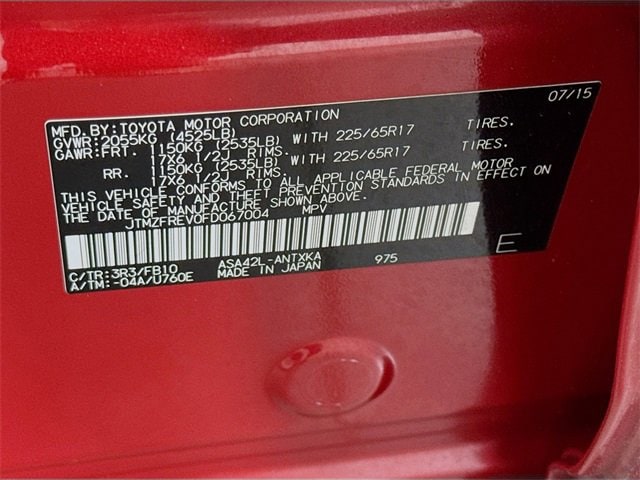 MFD.BY:TOYOTA MOTOR CORPORATION 07/15
GVWR:2055KG (4525LB)
GAWR:FRT. 1150KG (2535LB) WITH 225/65R17 TIRES.
17X6 1/2J RIMS.
RR. 1150KG (2535LB) WITH 225/65R17 TIRES.
17X6 1/2J RIMS.
THIS VEHICLE CONFORMS TO ALL APPLICABLE FEDERAL MOTOR
VEHICLE SAFETY AND THEFT PREVENTION STANDARDS IN EFFECT ON
THE DATE OF MANUFACTURE SHOWN ABOVE.
JTMZFREV0FD067004 MPV
C/TR:3R3/FB10 ASA42L-ANTXKA 975 E
A/TM:-04A/U760E MADE IN JAPAN